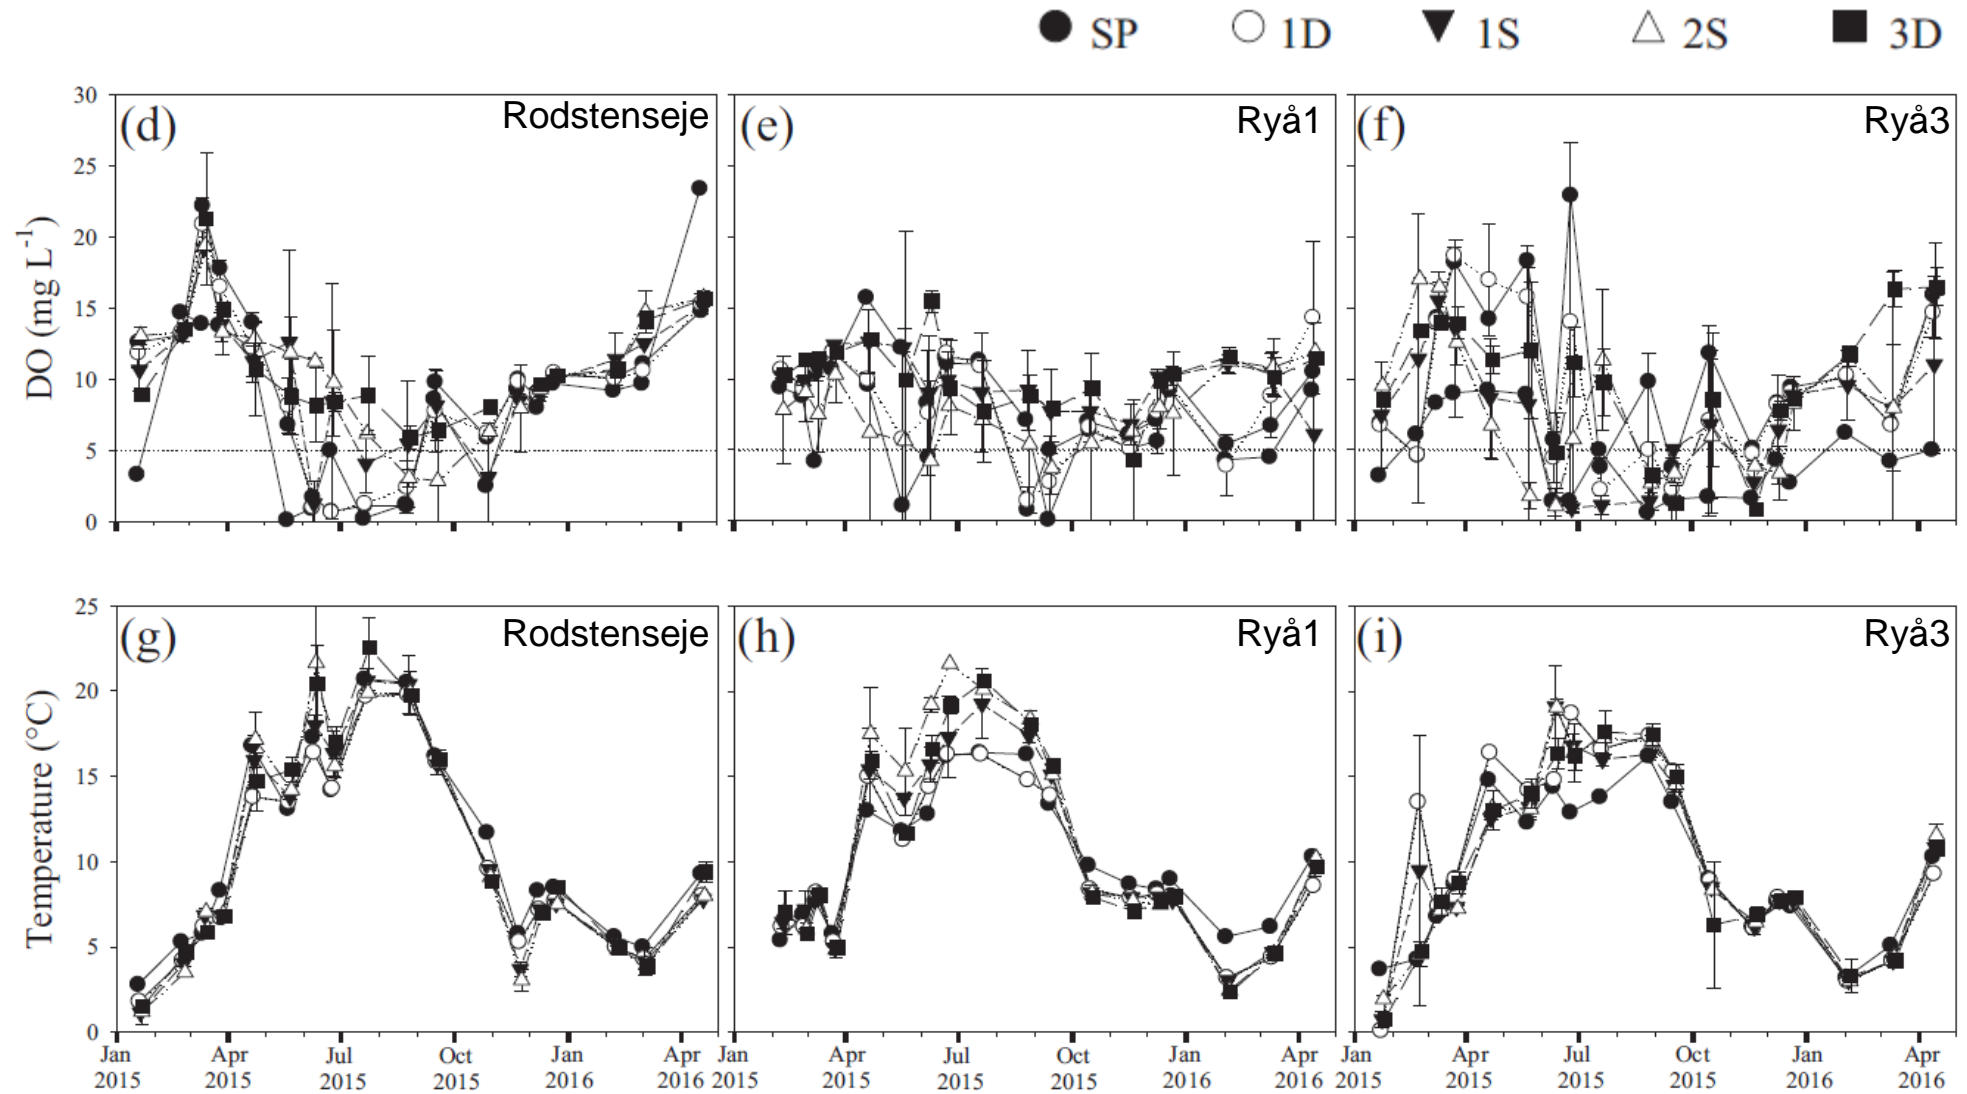 SP 1D 1S 2S 3D
(d) Rodstenseje (e) Ryå1 (f) Ryå3
DO (mg L-1)
30
25
20
15
10
5
0
(g) Rodstenseje (h) Ryå1 (i) Ryå3
Temperature (°C)
25
20
15
10
5
0
Jan Apr Jul Oct Jan Apr Jan Apr Jul Oct Jan Apr Jan Apr Jul Oct Jan Apr
2015 2015 2015 2015 2016 2016 2015 2015 2015 2015 2016 2016 2015 2015 2015 2015 2016 2016